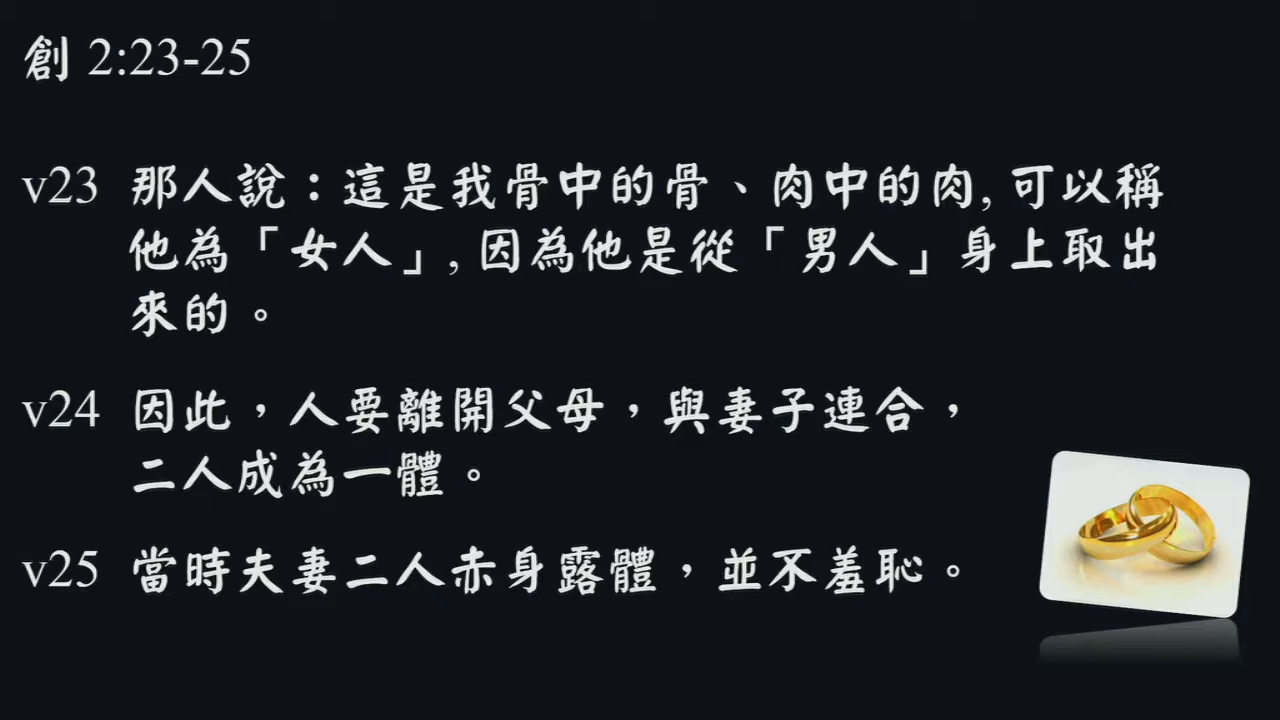 創 2:23-25
v23 那人說：這是我骨中的骨、肉中的肉, 可以稱
他為「女人」, 因為他是從「男人」身上取出
來的。
v24 因此，人要離開父母，與妻子連合，
二人成為一體。
v25 當時夫妻二人赤身露體，並不羞恥。